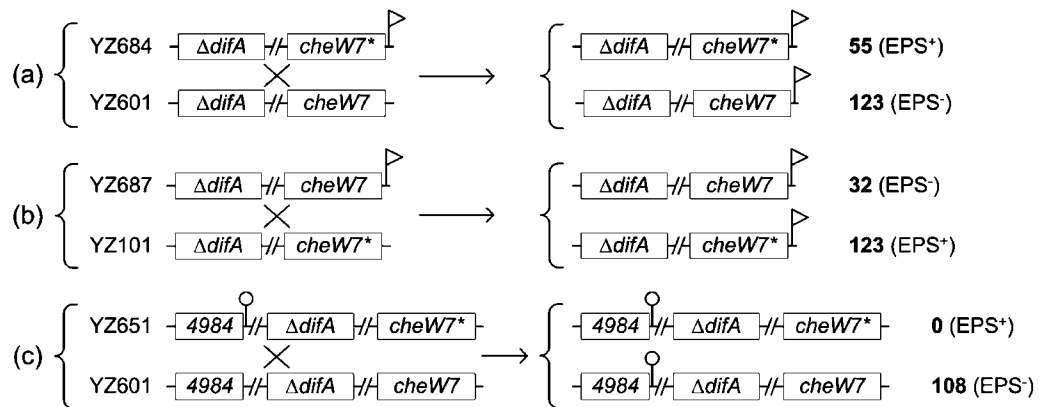 (a) YZ684 ΔdifA // cheW7* ΔdifA // cheW7* 55 (EPS⁺)
YZ601 ΔdifA // cheW7 ΔdifA // cheW7 123 (EPS⁻)
(b) YZ687 ΔdifA // cheW7 ΔdifA // cheW7 32 (EPS⁻)
YZ101 ΔdifA // cheW7* ΔdifA // cheW7* 123 (EPS⁺)
(c) YZ651 4984 // ΔdifA // cheW7* 4984 // ΔdifA // cheW7* 0 (EPS⁺)
YZ601 4984 // ΔdifA // cheW7 4984 // ΔdifA // cheW7 108 (EPS⁻)